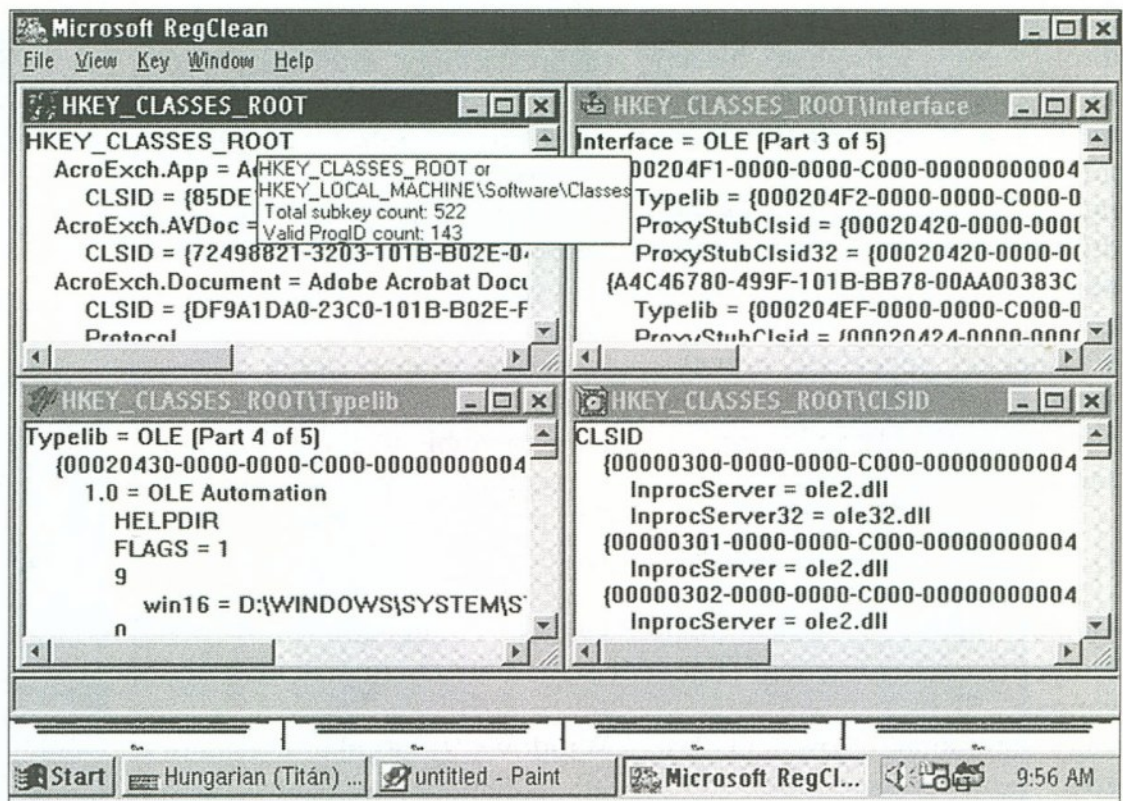 Microsoft RegClean
File View Key Window Help
HKEY_CLASSES_ROOT
HKEY_CLASSES_ROOT
AcroExch.App =
CLSID = {85DE
AcroExch.AVDoc =
CLSID = {72498821-3203-101B-B02E-0
AcroExch.Document = Adobe Acrobat Docu
CLSID = {DF9A1DA0-23C0-101B-B02E-F
Protocol
HKEY_CLASSES_ROOT or
HKEY_LOCAL_MACHINE\Software\Classes
Total subkey count: 522
Valid ProgID count: 143
HKEY_CLASSES_ROOT\Interface
Interface = OLE (Part 3 of 5)
00204F1-0000-0000-C000-000000000004
Typelib = {000204F2-0000-0000-C000-0
ProxyStubClsid = {00020420-0000-000
ProxyStubClsid32 = {00020420-0000-00
{A4C46780-499F-101B-BB78-00AA00383C
Typelib = {000204EF-0000-0000-C000-0
ProxyStubClsid = {00020424-0000-000
HKEY_CLASSES_ROOT\Typelib
Typelib = OLE (Part 4 of 5)
{00020430-0000-0000-C000-00000000004
1.0 = OLE Automation
HELPDIR
FLAGS = 1
9
win16 = D:\WINDOWS\SYSTEM\S
0
HKEY_CLASSES_ROOT\CLSID
CLSID
{00000300-0000-0000-C000-00000000004
InprocServer = ole2.dll
InprocServer32 = ole32.dll
{00000301-0000-0000-C000-00000000004
InprocServer = ole2.dll
{00000302-0000-0000-C000-00000000004
InprocServer = ole2.dll
Start Hungarian (Titán) ... untitled - Paint Microsoft RegCl... 9:56 AM